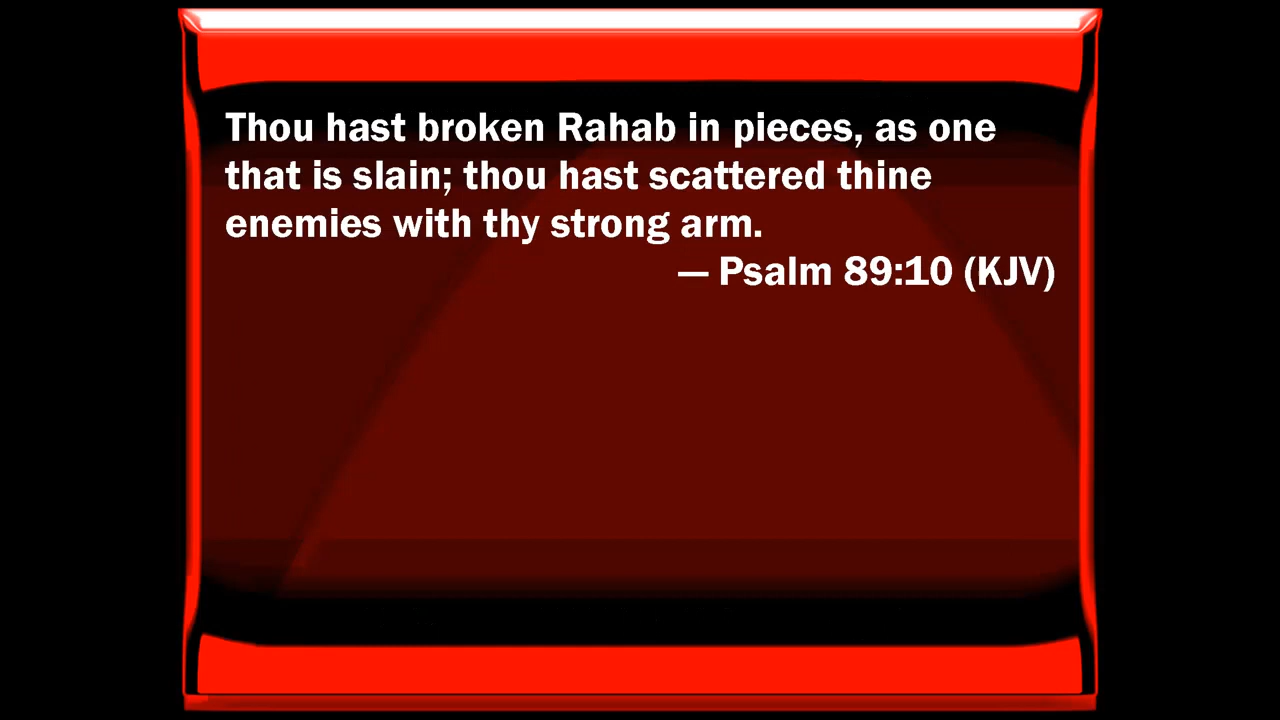 Thou hast broken Rahab in pieces, as one
that is slain; thou hast scattered thine
enemies with thy strong arm.
— Psalm 89:10 (KJV)